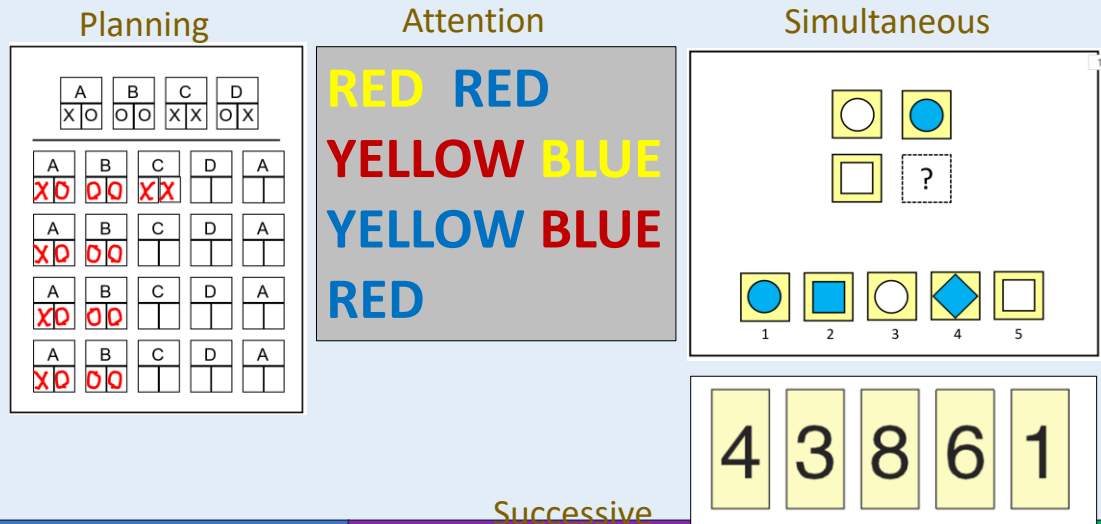 Planning
A B C D
X O O O X X O X
A B C D A
X O O O X X
A B C D A
X O O O
A B C D A
X O O O
A B C D A
X O O O
Attention
RED RED
YELLOW BLUE
YELLOW BLUE
RED
Simultaneous
?
1 2 3 4 5
4 3 8 6 1
Successive